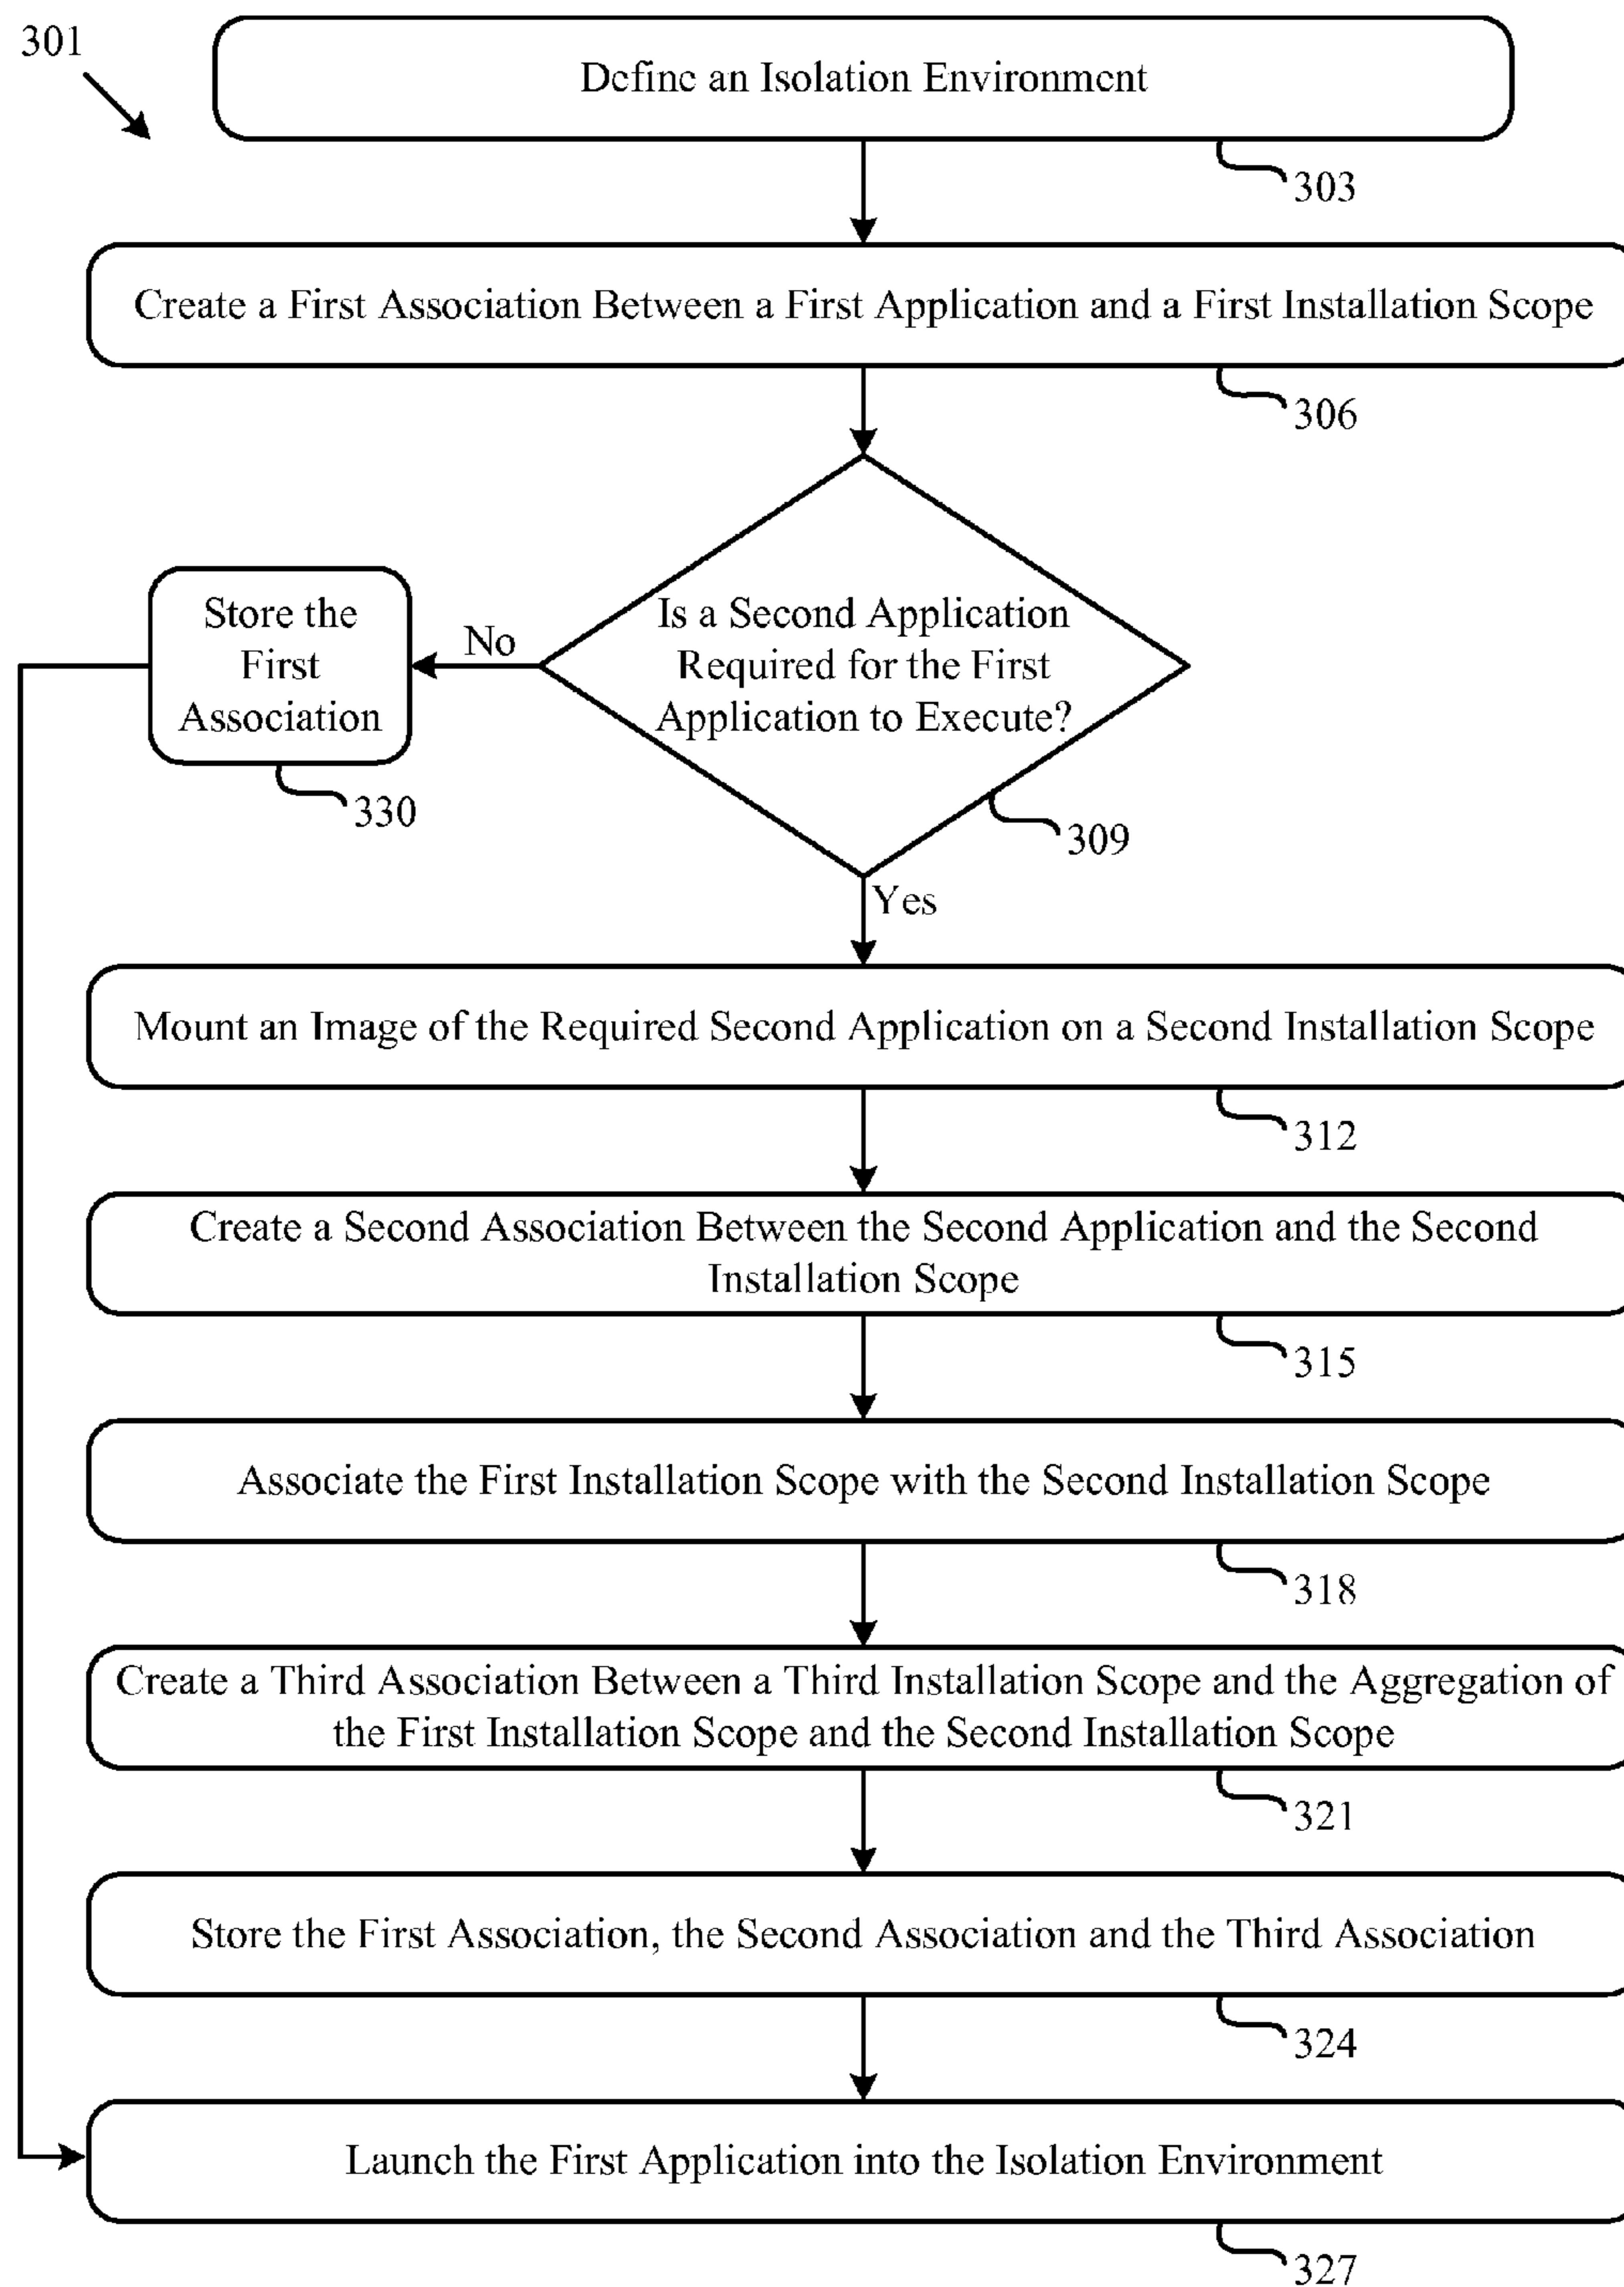 301
Define an Isolation Environment
303
Create a First Association Between a First Application and a First Installation Scope
306
Is a Second Application
Required for the First
Application to Execute?
309
No
Store the
First
Association
330
Yes
Mount an Image of the Required Second Application on a Second Installation Scope
312
Create a Second Association Between the Second Application and the Second
Installation Scope
315
Associate the First Installation Scope with the Second Installation Scope
318
Create a Third Association Between a Third Installation Scope and the Aggregation of
the First Installation Scope and the Second Installation Scope
321
Store the First Association, the Second Association and the Third Association
324
Launch the First Application into the Isolation Environment
327